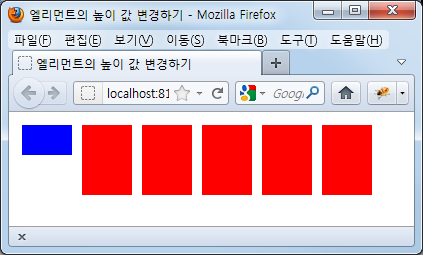 엘리먼트의 높이 값 변경하기 - Mozilla Firefox
파일(F) 편집(E) 보기(V) 이동(S) 북마크(B) 도구(T) 도움말(H)
엘리먼트의 높이 값 변경하기
localhost:81 Google